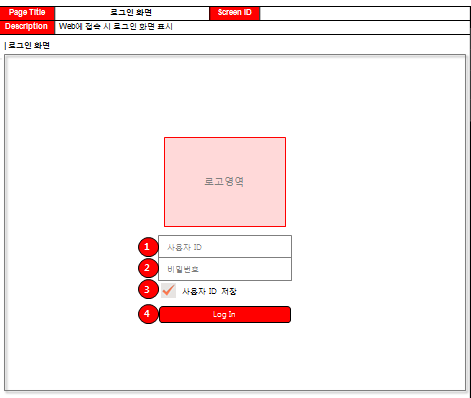 Page Title 로그인 화면 Screen ID
Description Web에 접속 시 로그인 화면 표시
| 로그인 화면
로고영역
1 사용자 ID
2 비밀번호
3 사용자 ID 저장
4 Log In